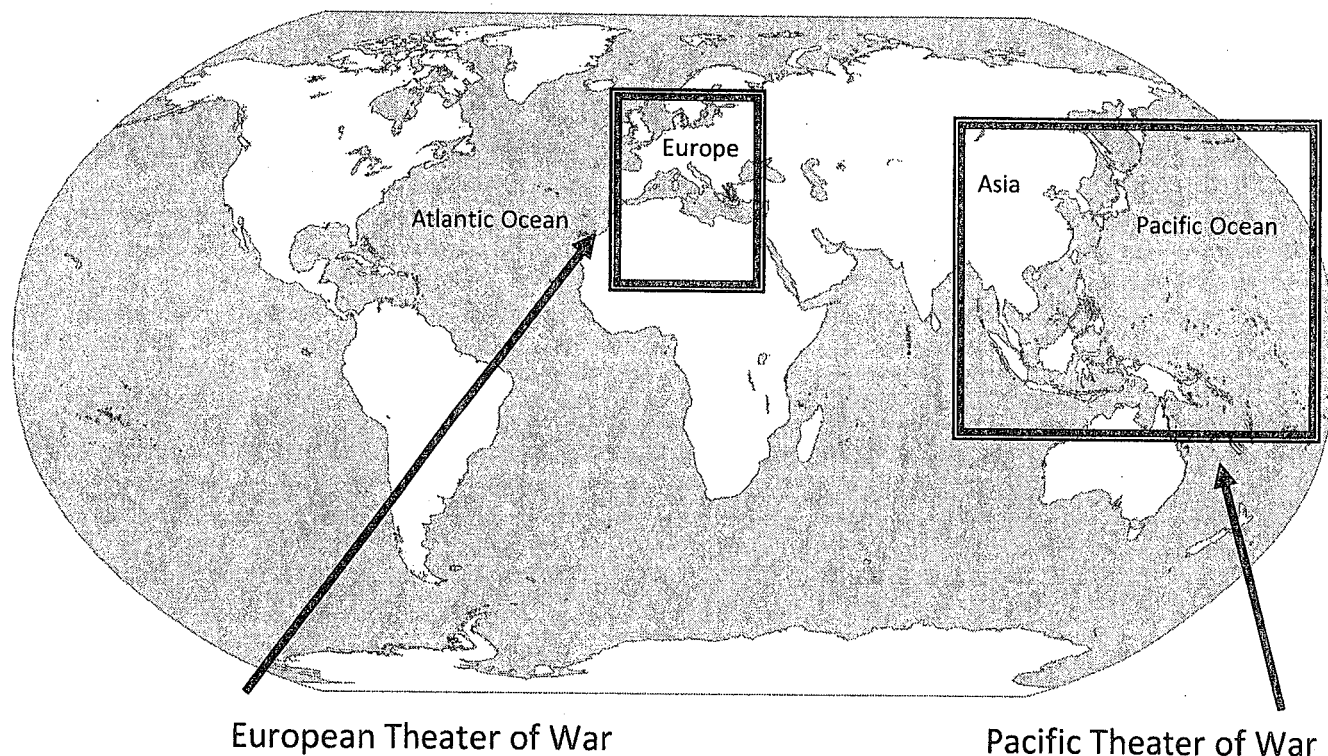 Europe
Asia
Atlantic Ocean
Pacific Ocean
European Theater of War
Pacific Theater of War